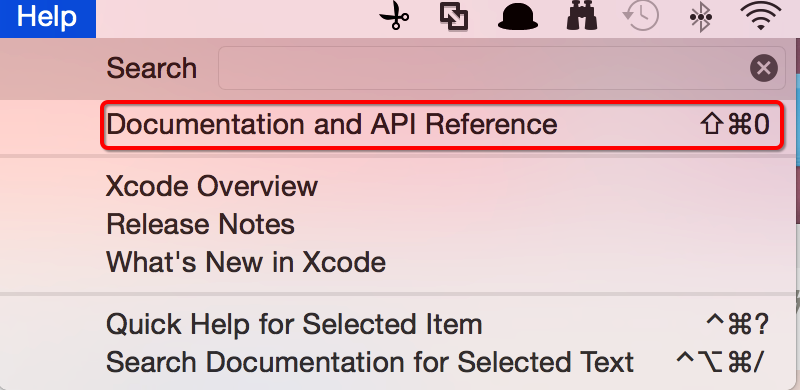 Help
Search
Documentation and API Reference ⇧⌘0
Xcode Overview
Release Notes
What's New in Xcode
Quick Help for Selected Item ^⌘?
Search Documentation for Selected Text ^⌥⌘/